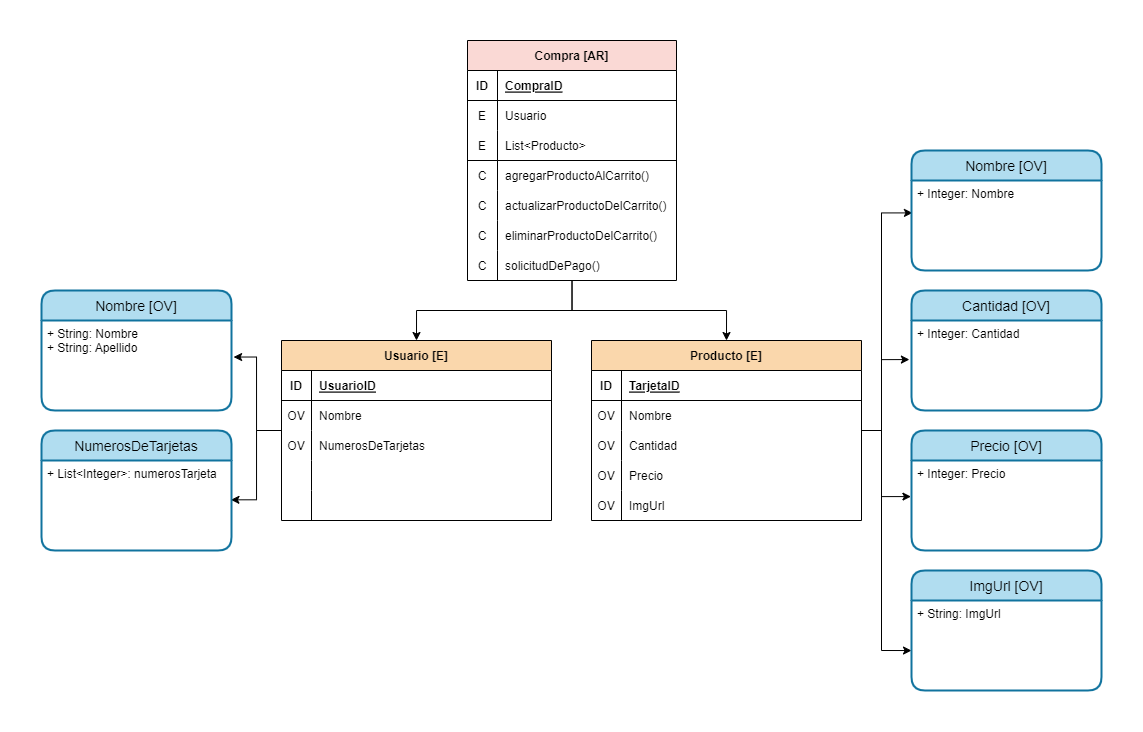 Compra [AR]
ID CompraID
E Usuario
E List<Producto>
C agregarProductoAlCarrito()
C actualizarProductoDelCarrito()
C eliminarProductoDelCarrito()
C solicitudDePago()
Nombre [OV]
+ String: Nombre
+ String: Apellido
NumerosDeTarjetas
+ List<Integer>: numerosTarjeta
Usuario [E]
ID UsuarioID
OV Nombre
OV NumerosDeTarjetas
Producto [E]
ID TarjetaID
OV Nombre
OV Cantidad
OV Precio
OV ImgUrl
Nombre [OV]
+ Integer: Nombre
Cantidad [OV]
+ Integer: Cantidad
Precio [OV]
+ Integer: Precio
ImgUrl [OV]
+ String: ImgUrl